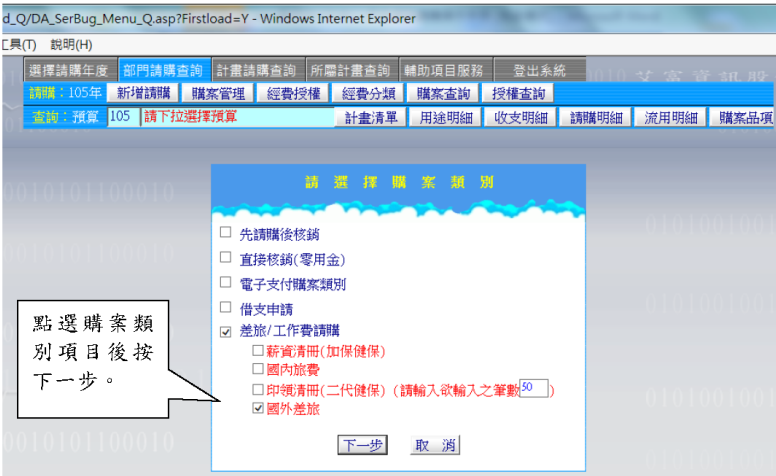 d_Q/DA_SerBug_Menu_Q.asp?Firstload=Y - Windows Internet Explorer
工具(T) 說明(H)
選擇請購年度 部門請購查詢 計畫請購查詢 所屬計畫查詢 輔助項目服務 登出系統
請購：105年 新增請購 購案管理 經費授權 經費分類 購案查詢 授權查詢
查詢：預算 105 請下拉選擇預算 計畫清單 用途明細 收支明細 請購明細 流用明細 購案品項
請選擇購案類別
先請購後核銷
直接核銷(零用金)
電子支付購案類別
借支申請
差旅/工作費請購
薪資清冊(加保健保)
國內旅費
印領清冊(二代健保) (請輸入欲輸入之筆數 50 )
國外差旅
點選購案類
別項目後按
下一步。
下一步 取消